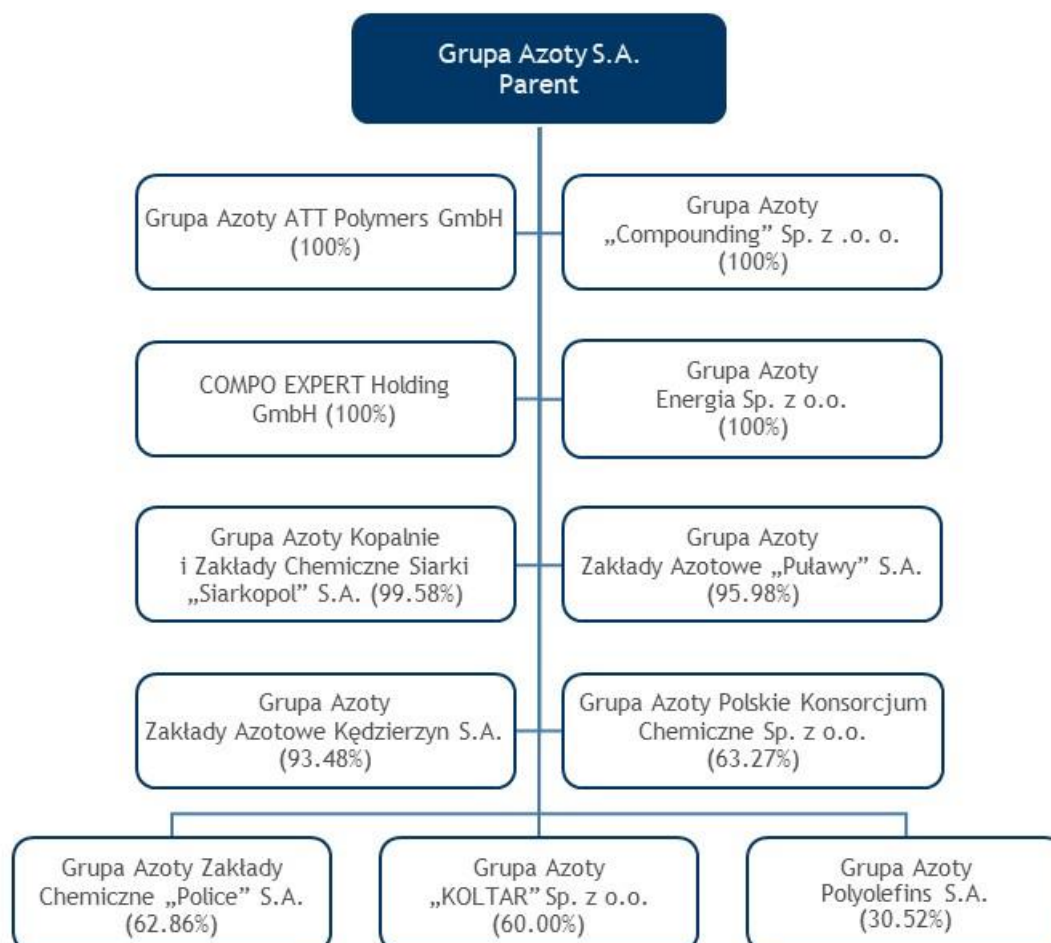 Grupa Azoty S.A.
Parent
Grupa Azoty ATT Polymers GmbH
(100%)
Grupa Azoty
„Compounding” Sp. z .o. o.
(100%)
COMPO EXPERT Holding
GmbH (100%)
Grupa Azoty
Energia Sp. z o.o.
(100%)
Grupa Azoty Kopalnie
i Zakłady Chemiczne Siarki
„Siarkopol” S.A. (99.58%)
Grupa Azoty
Zakłady Azotowe „Puławy” S.A.
(95.98%)
Grupa Azoty
Zakłady Azotowe Kędzierzyn S.A.
(93.48%)
Grupa Azoty Polskie Konsorcjum
Chemiczne Sp. z o.o.
(63.27%)
Grupa Azoty Zakłady
Chemiczne „Police” S.A.
(62.86%)
Grupa Azoty
„KOLTAR” Sp. z o.o.
(60.00%)
Grupa Azoty
Polyolefins S.A.
(30.52%)